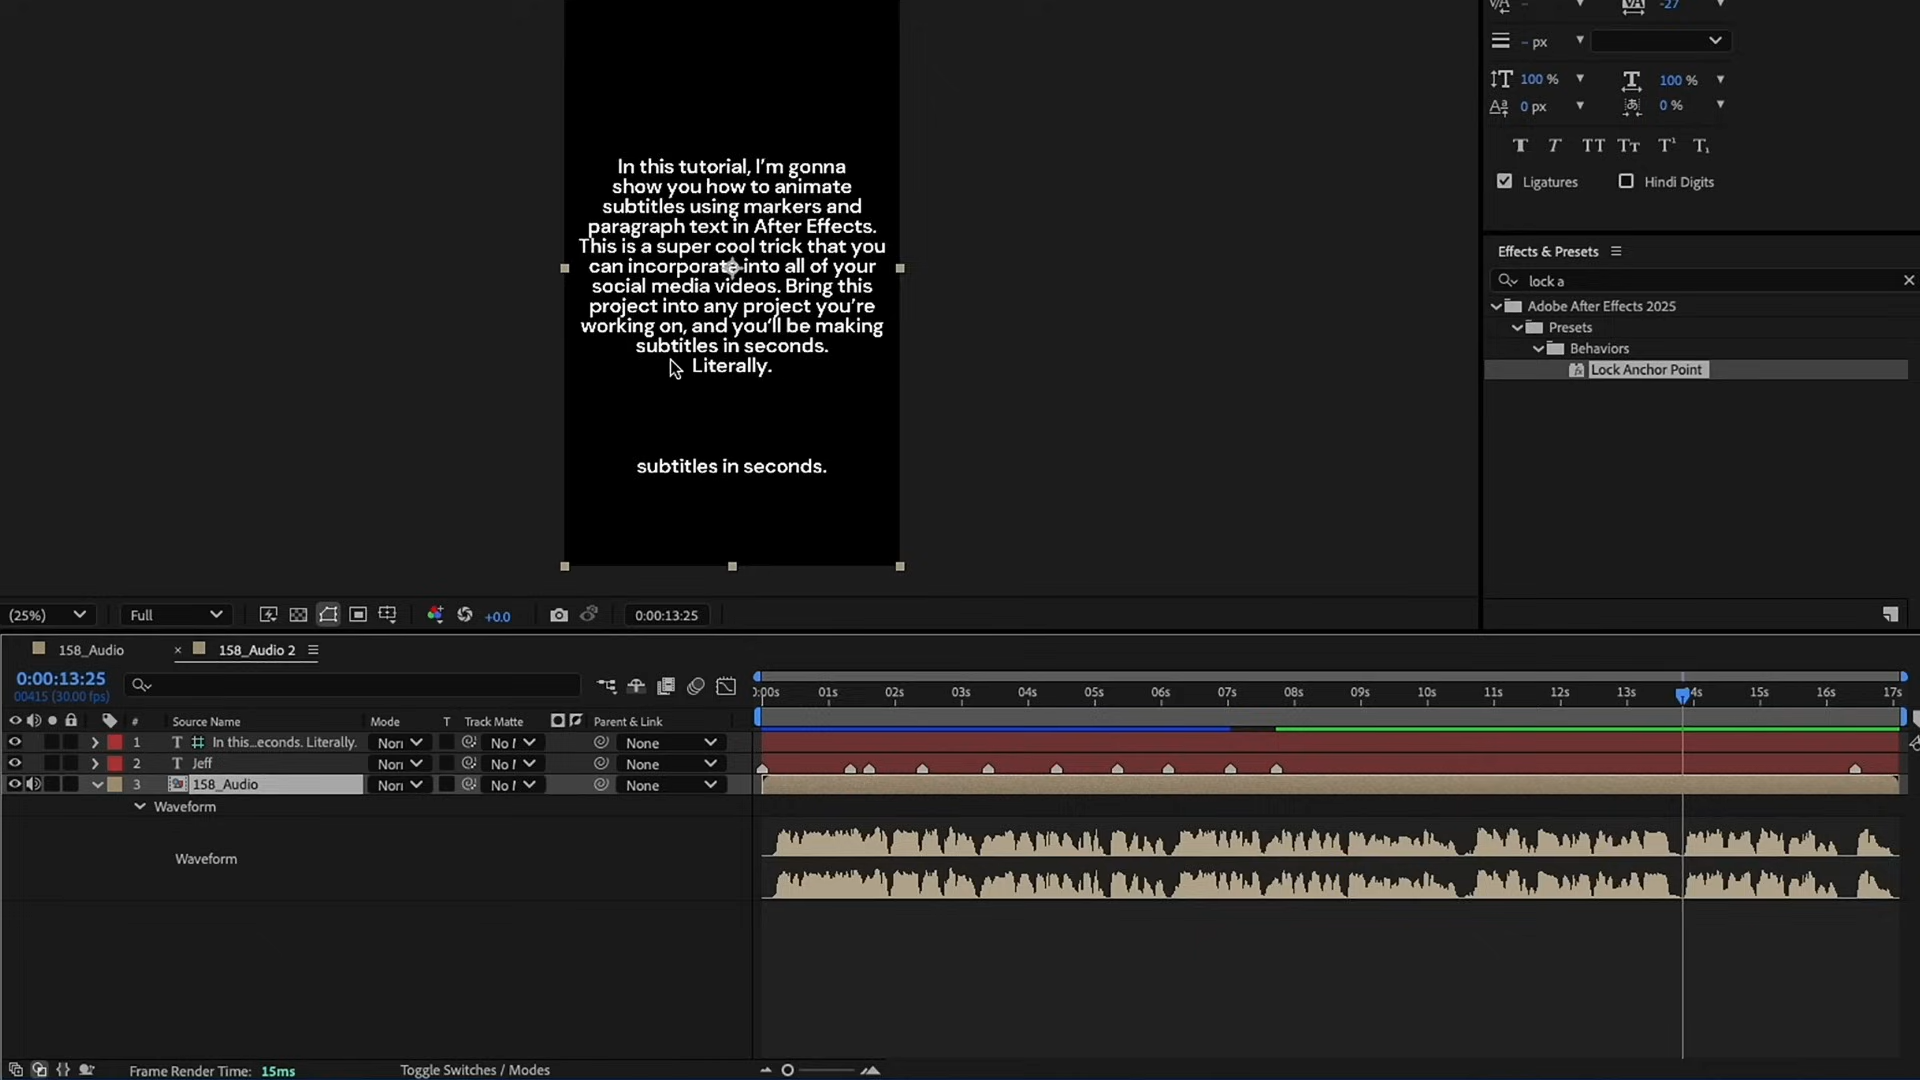 -27
– px
100 %
100 %
0 px
0 %
T T TT Tᴛ T¹ T₁
Ligatures
Hindi Digits
Effects & Presets
lock a
Adobe After Effects 2025
Presets
Behaviors
Lock Anchor Point
In this tutorial, I'm gonna
show you how to animate
subtitles using markers and
paragraph text in After Effects.
This is a super cool trick that you
can incorporate into all of your
social media videos. Bring this
project into any project you're
working on, and you'll be making
subtitles in seconds.
Literally.
subtitles in seconds.
(25%)
Full
+0.0
0:00:13:25
158_Audio
× 158_Audio 2
0:00:13:25
00415 (30.00 fps)
01s 02s 03s 04s 05s 06s 07s 08s 09s 10s 11s 12s 13s 15s 16s 17s
# Source Name Mode T Track Matte Parent & Link
1 T In this...econds. Literally. None
2 T Jeff None
3 158_Audio None
Waveform
Waveform
Frame Render Time: 15ms
Toggle Switches / Modes